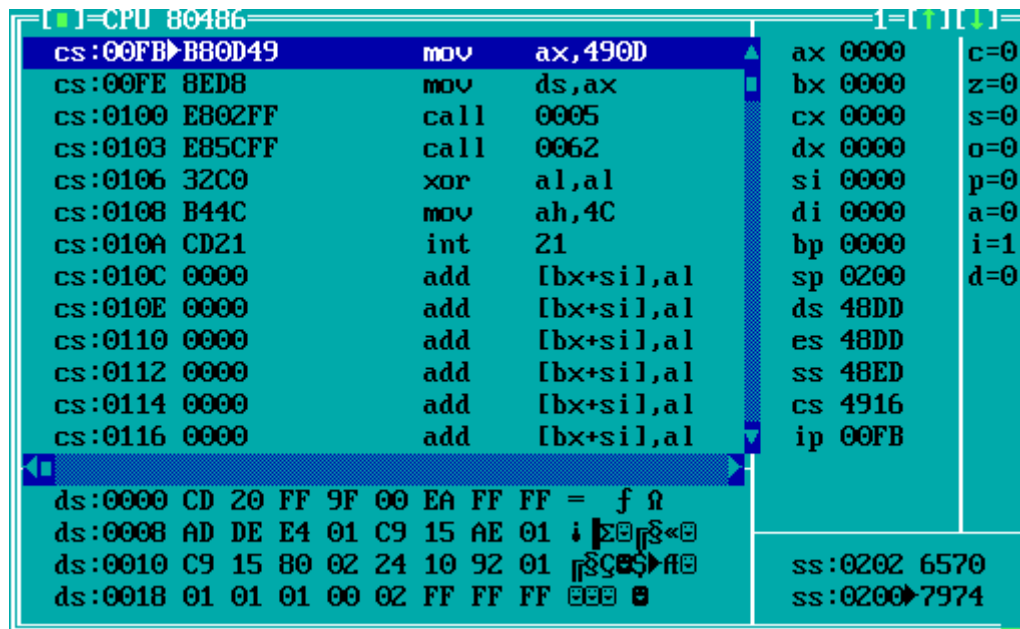 [■]=CPU 80486 1=[↑][↓]=
cs:00FB►B80D49 mov ax,490D ax 0000 c=0
cs:00FE 8ED8 mov ds,ax bx 0000 z=0
cs:0100 E802FF call 0005 cx 0000 s=0
cs:0103 E85CFF call 0062 dx 0000 o=0
cs:0106 32C0 xor al,al si 0000 p=0
cs:0108 B44C mov ah,4C di 0000 a=0
cs:010A CD21 int 21 bp 0000 i=1
cs:010C 0000 add [bx+si],al sp 0200 d=0
cs:010E 0000 add [bx+si],al ds 48DD
cs:0110 0000 add [bx+si],al es 48DD
cs:0112 0000 add [bx+si],al ss 48ED
cs:0114 0000 add [bx+si],al cs 4916
cs:0116 0000 add [bx+si],al ip 00FB
ds:0000 CD 20 FF 9F 00 EA FF FF = ƒ Ω
ds:0008 AD DE E4 01 C9 15 AE 01 ¡▐Σ☺╔§«☺
ds:0010 C9 15 80 02 24 10 92 01 ╔§Ç☻$►Æ☺ ss:0202 6570
ds:0018 01 01 01 00 02 FF FF FF ☺☺☺ ☻ ss:0200►7974